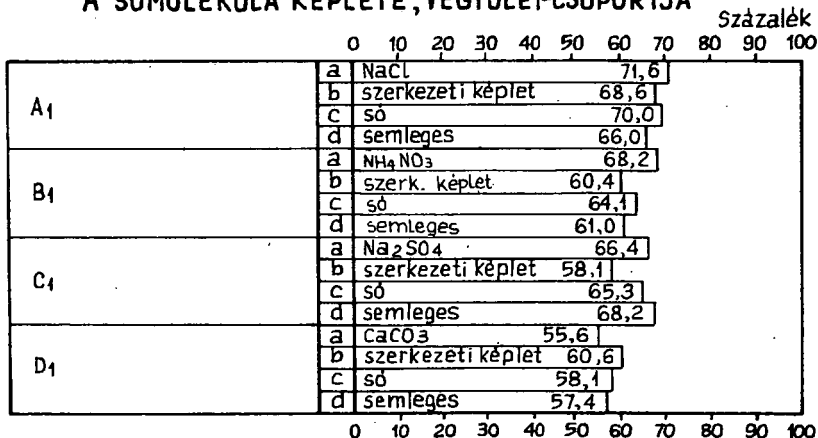 A SÓMOLEKULA KÉPLETE, VEGYÜLETCSOPORTJA
Százalék
0 10 20 30 40 50 60 70 80 90 100
A1
a NaCl 71,6
b szerkezeti képlet 68,6
c só 70,0
d semleges 66,0
B1
a NH4NO3 68,2
b szerk. képlet 60,4
c só 64,1
d semleges 61,0
C1
a Na2SO4 66,4
b szerkezeti képlet 58,1
c só 65,3
d semleges 68,2
D1
a CaCO3 55,6
b szerkezeti képlet 60,6
c só 58,1
d semleges 57,4
0 10 20 30 40 50 60 70 80 90 100